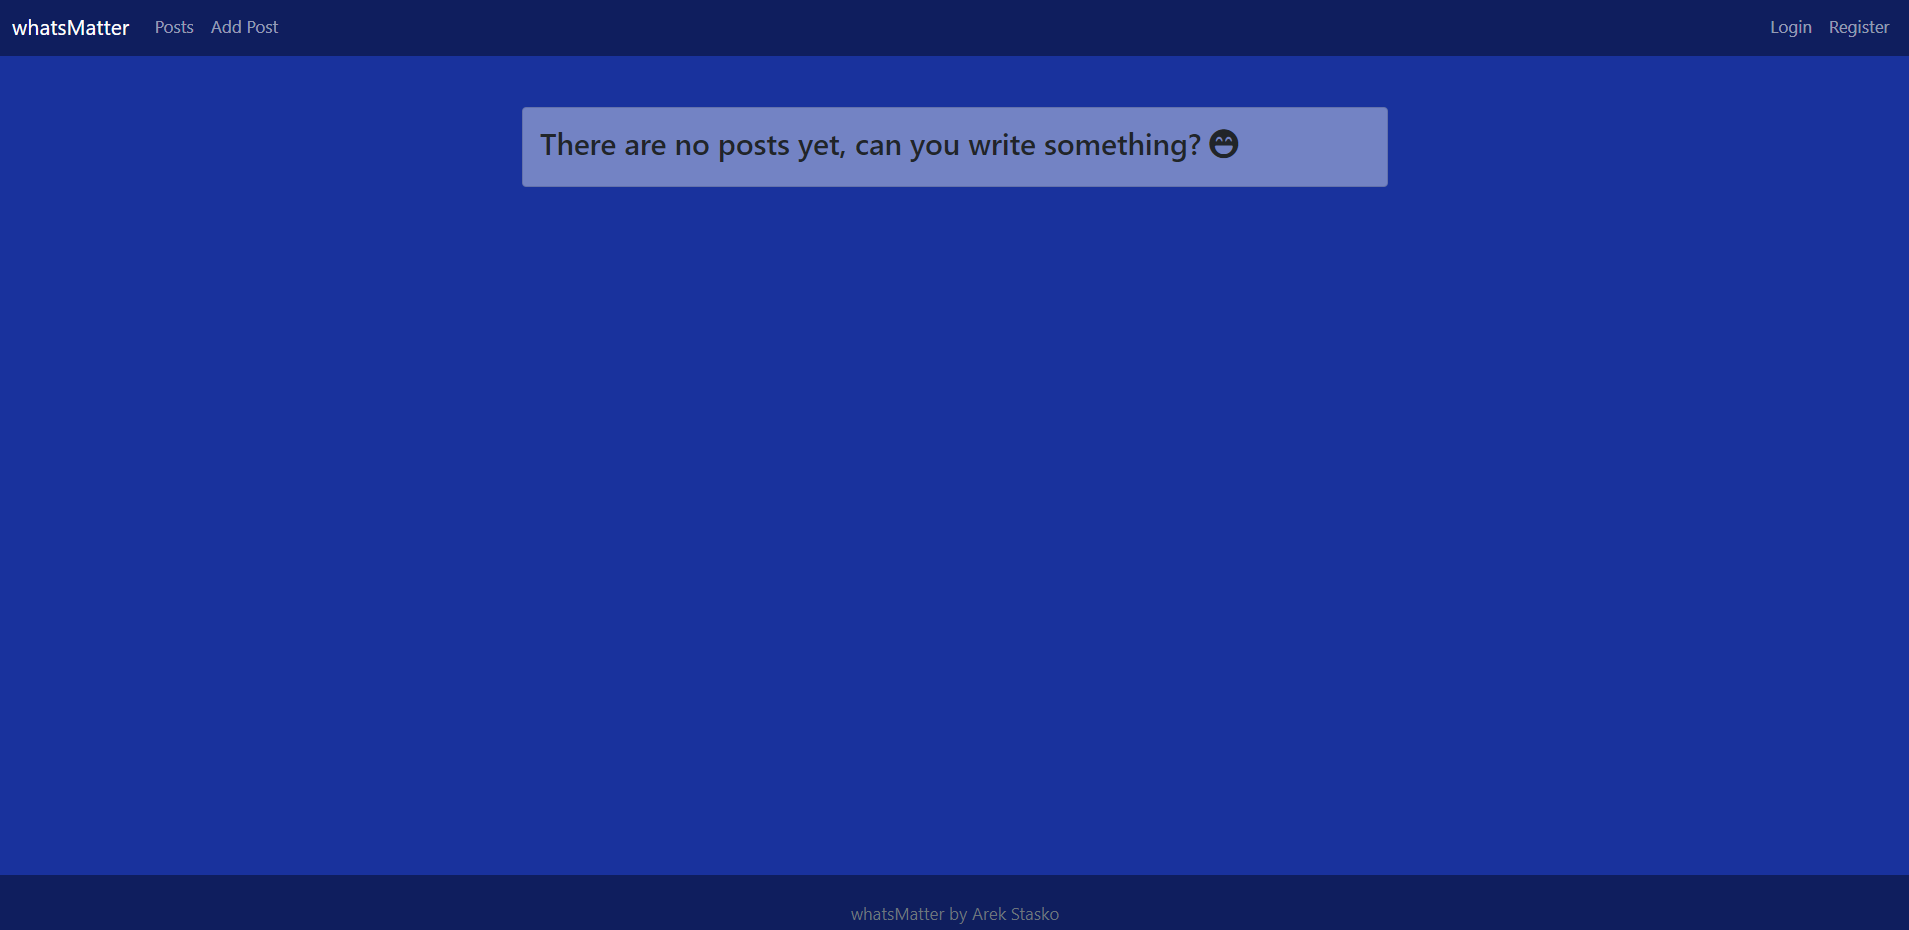 whatsMatter Posts Add Post Login Register
There are no posts yet, can you write something?
whatsMatter by Arek Stasko